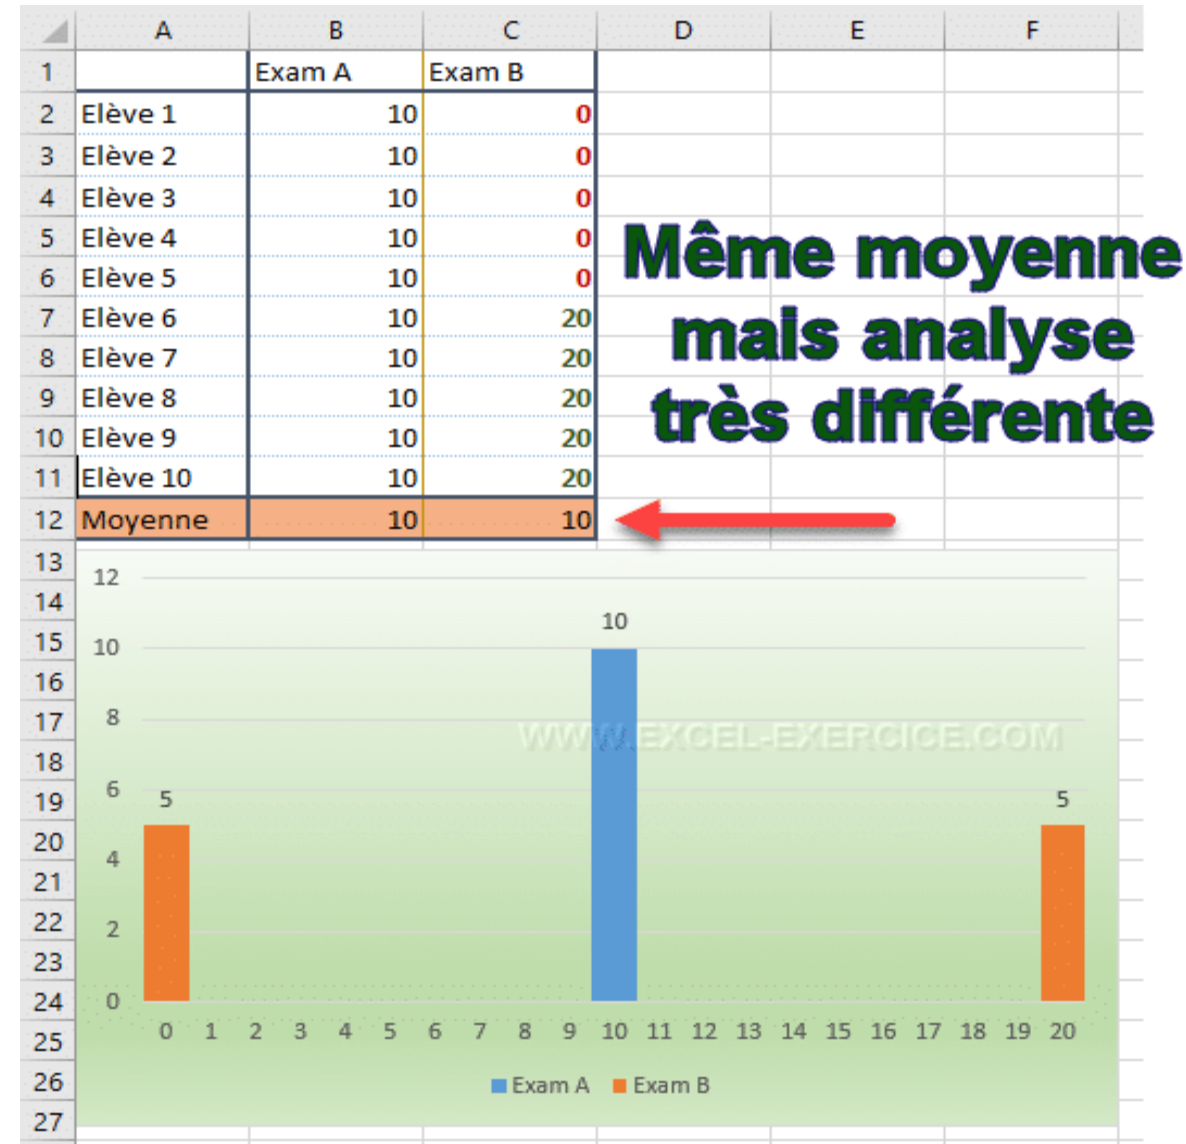 A B C D E F
1 Exam A Exam B
2 Elève 1 10 0
3 Elève 2 10 0
4 Elève 3 10 0
5 Elève 4 10 0
6 Elève 5 10 0
7 Elève 6 10 20
8 Elève 7 10 20
9 Elève 8 10 20
10 Elève 9 10 20
11 Elève 10 10 20
12 Moyenne 10 10
Même moyenne
mais analyse
très différente
13
14
15
16
17
18
19
20
21
22
23
24
25
26
27
12
10
8
6
4
2
0
10
5
5
WWW.EXCEL-EXERCICE.COM
0 1 2 3 4 5 6 7 8 9 10 11 12 13 14 15 16 17 18 19 20
Exam A Exam B